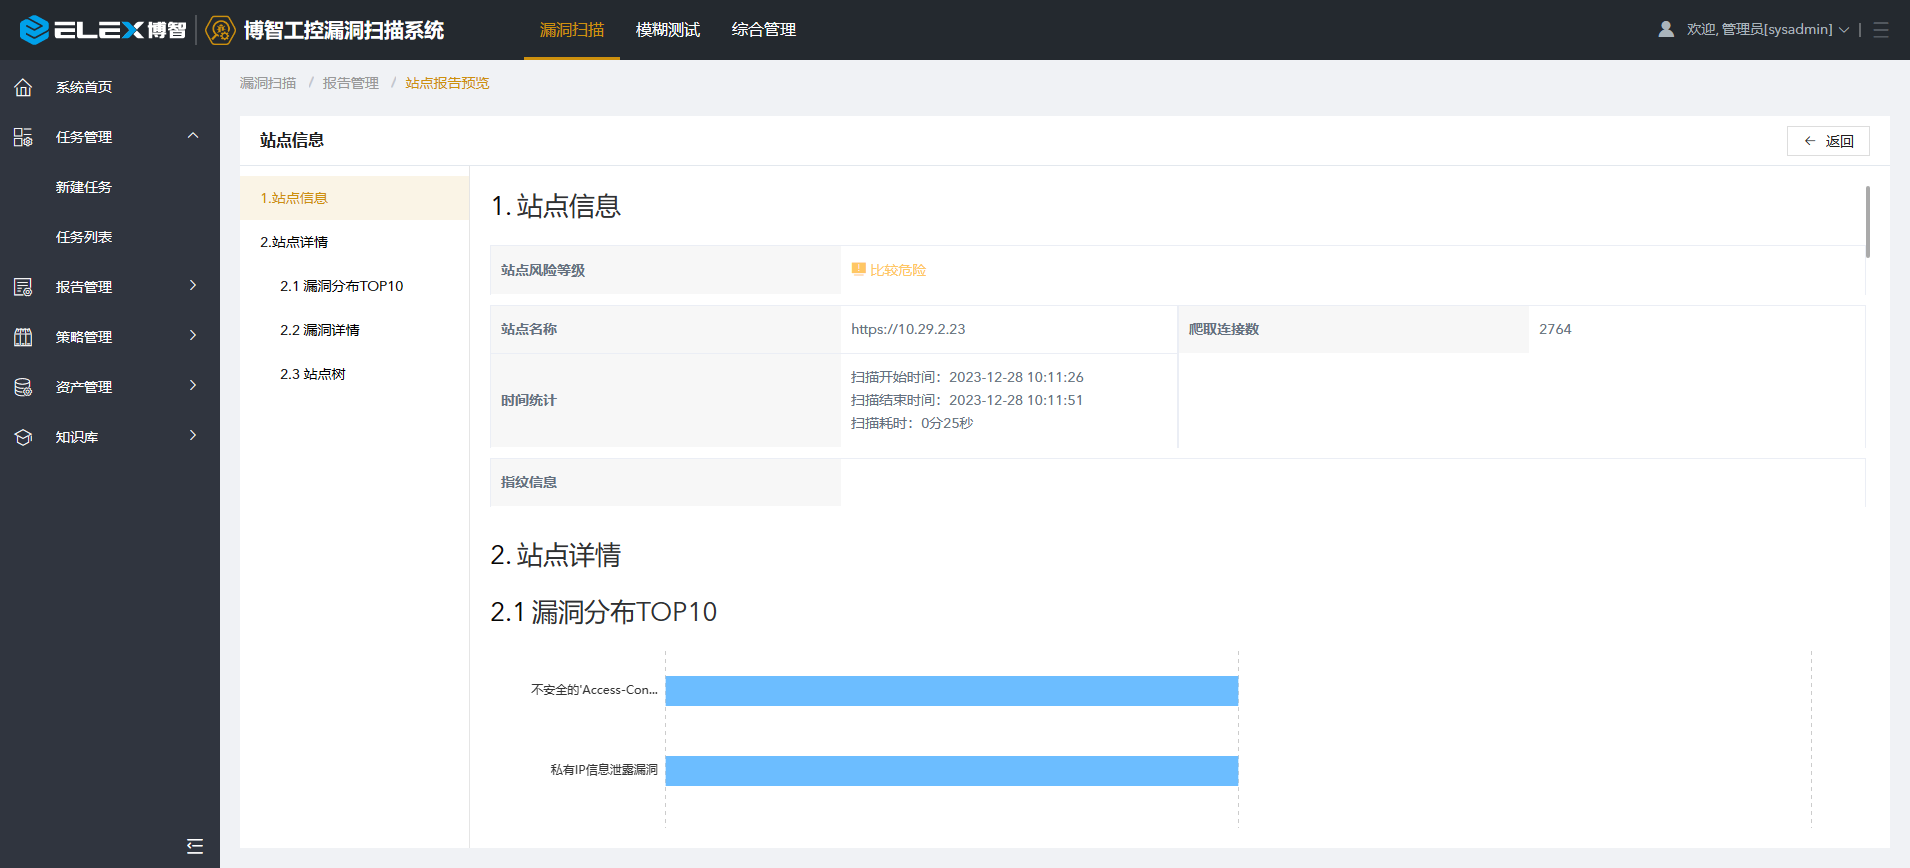 ELEX博智 博智工控漏洞扫描系统 漏洞扫描 模糊测试 综合管理 欢迎, 管理员[sysadmin]
系统首页
任务管理
新建任务
任务列表
报告管理
策略管理
资产管理
知识库
漏洞扫描 / 报告管理 / 站点报告预览
站点信息 返回
1.站点信息
2.站点详情
2.1 漏洞分布TOP10
2.2 漏洞详情
2.3 站点树
1. 站点信息
站点风险等级 比较危险
站点名称 https://10.29.2.23 爬取连接数 2764
时间统计
扫描开始时间：2023-12-28 10:11:26
扫描结束时间：2023-12-28 10:11:51
扫描耗时：0分25秒
指纹信息
2. 站点详情
2.1 漏洞分布TOP10
不安全的'Access-Con...
私有IP信息泄露漏洞